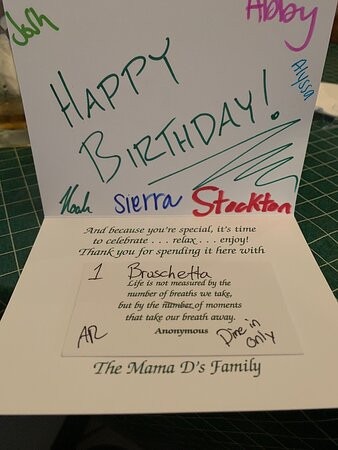 Josh
Abby
Alyssa
HAPPY
BIRTHDAY!
Noah Sierra Stockton
And because you're special, it's time
to celebrate . . . relax . . . enjoy!
Thank you for spending it here with
1 Bruschetta
Life is not measured by the
number of breaths we take,
but by the number of moments
that take our breath away.
Anonymous
AR
Dine in
only
The Mama D's Family